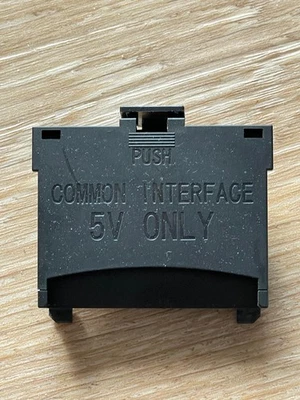 PUSH
COMMON INTERFACE
5V ONLY